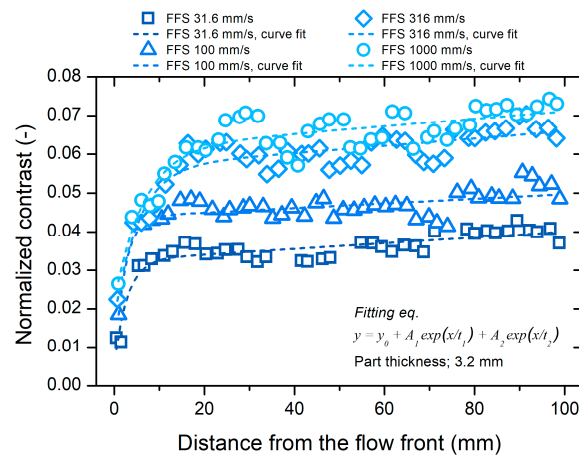 FFS 31.6 mm/s
FFS 31.6 mm/s, curve fit
FFS 100 mm/s
FFS 100 mm/s, curve fit
FFS 316 mm/s
FFS 316 mm/s, curve fit
FFS 1000 mm/s
FFS 1000 mm/s, curve fit
Normalized contrast (-)
0.08
0.07
0.06
0.05
0.04
0.03
0.02
0.01
0.00
Fitting eq.
y = y₀ + A₁ exp(x/t₁) + A₂ exp(x/t₂)
Part thickness; 3.2 mm
0
20
40
60
80
100
Distance from the flow front (mm)